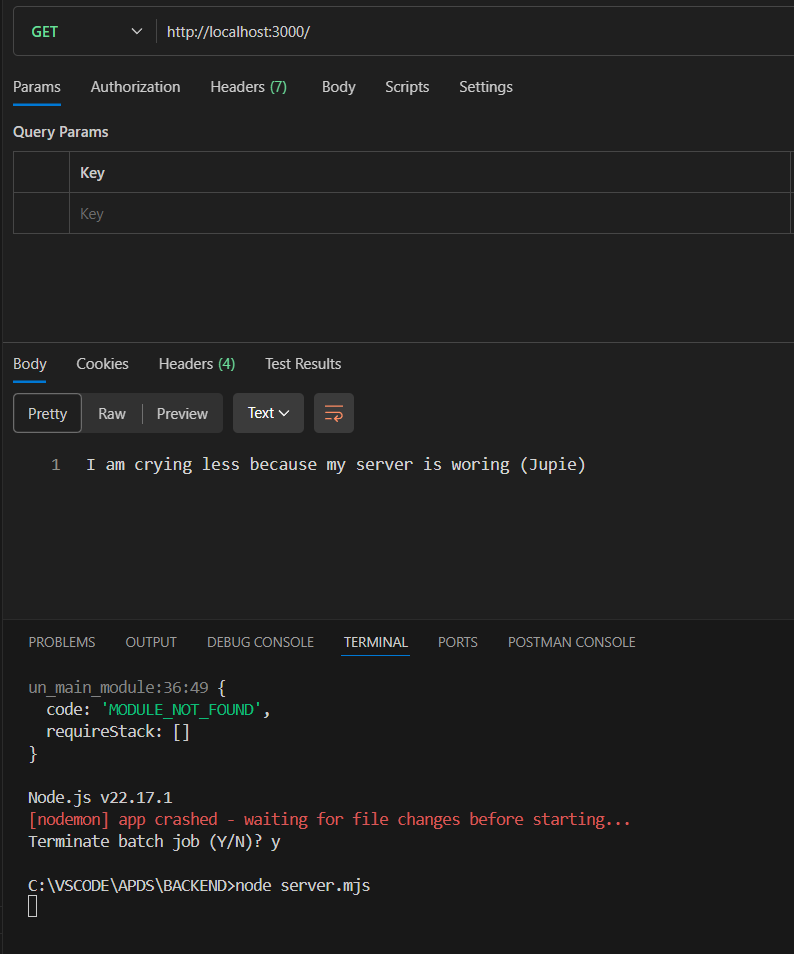 GET http://localhost:3000/
Params Authorization Headers (7) Body Scripts Settings
Query Params
Key
Key
Body Cookies Headers (4) Test Results
Pretty Raw Preview Text
1 I am crying less because my server is woring (Jupie)
PROBLEMS OUTPUT DEBUG CONSOLE TERMINAL PORTS POSTMAN CONSOLE
un_main_module:36:49 {
code: 'MODULE_NOT_FOUND',
requireStack: []
}
Node.js v22.17.1
[nodemon] app crashed - waiting for file changes before starting...
Terminate batch job (Y/N)? y
C:\VSCODE\APDS\BACKEND>node server.mjs